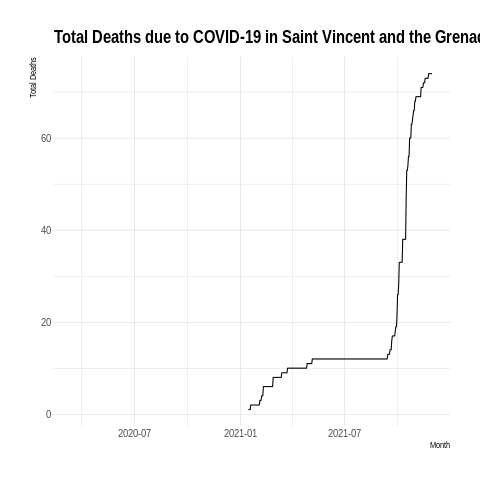 Total Deaths due to COVID-19 in Saint Vincent and the Grena
Total Deaths
60
40
20
0
2020-07
2021-01
2021-07
Month